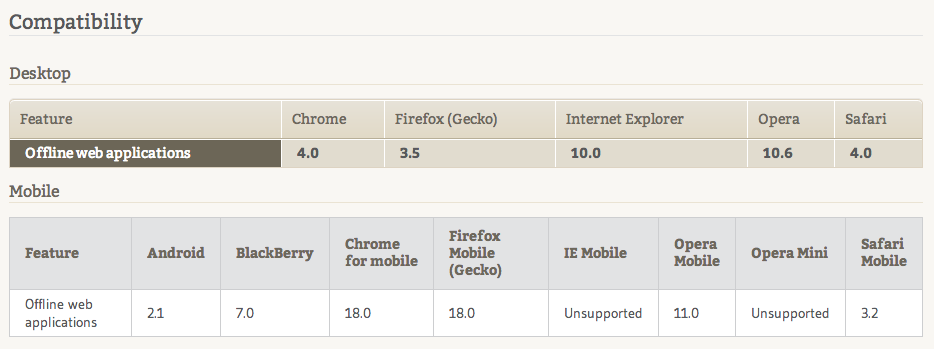 Compatibility
Desktop
Feature Chrome Firefox (Gecko) Internet Explorer Opera Safari
Offline web applications 4.0 3.5 10.0 10.6 4.0
Mobile
Feature Android BlackBerry Chrome for mobile Firefox Mobile (Gecko) IE Mobile Opera Mobile Opera Mini Safari Mobile
Offline web applications 2.1 7.0 18.0 18.0 Unsupported 11.0 Unsupported 3.2